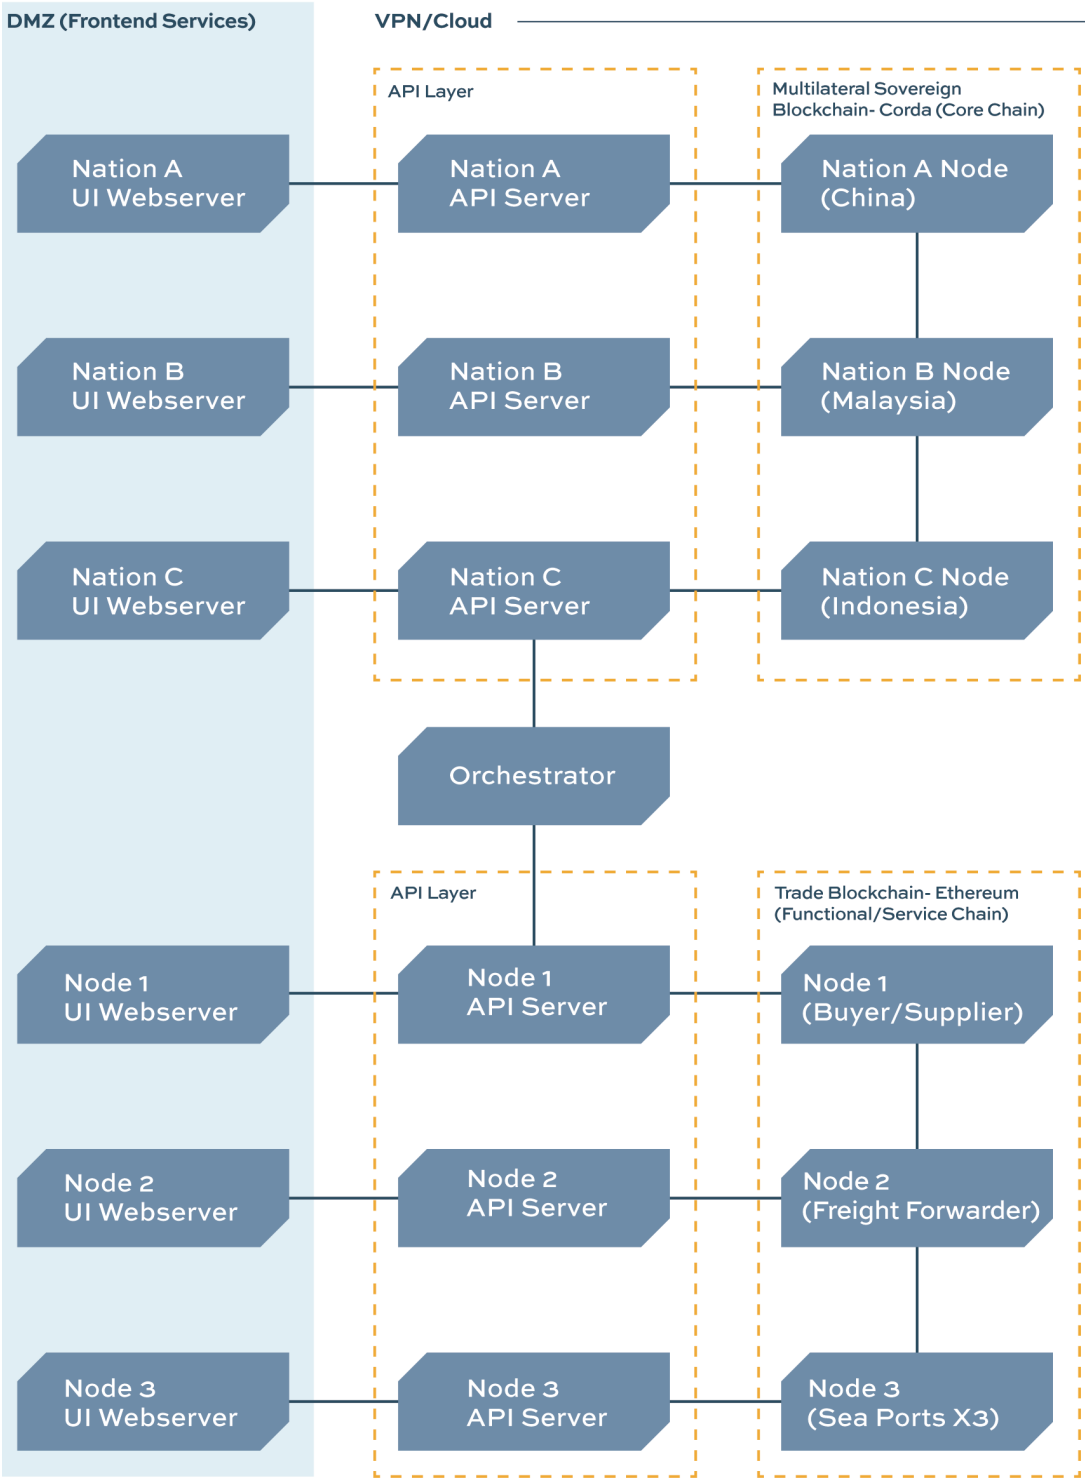 DMZ (Frontend Services)
VPN/Cloud
API Layer
Multilateral Sovereign
Blockchain- Corda (Core Chain)
Nation A
UI Webserver
Nation A
API Server
Nation A Node
(China)
Nation B
UI Webserver
Nation B
API Server
Nation B Node
(Malaysia)
Nation C
UI Webserver
Nation C
API Server
Nation C Node
(Indonesia)
Orchestrator
API Layer
Trade Blockchain- Ethereum
(Functional/Service Chain)
Node 1
UI Webserver
Node 1
API Server
Node 1
(Buyer/Supplier)
Node 2
UI Webserver
Node 2
API Server
Node 2
(Freight Forwarder)
Node 3
UI Webserver
Node 3
API Server
Node 3
(Sea Ports X3)